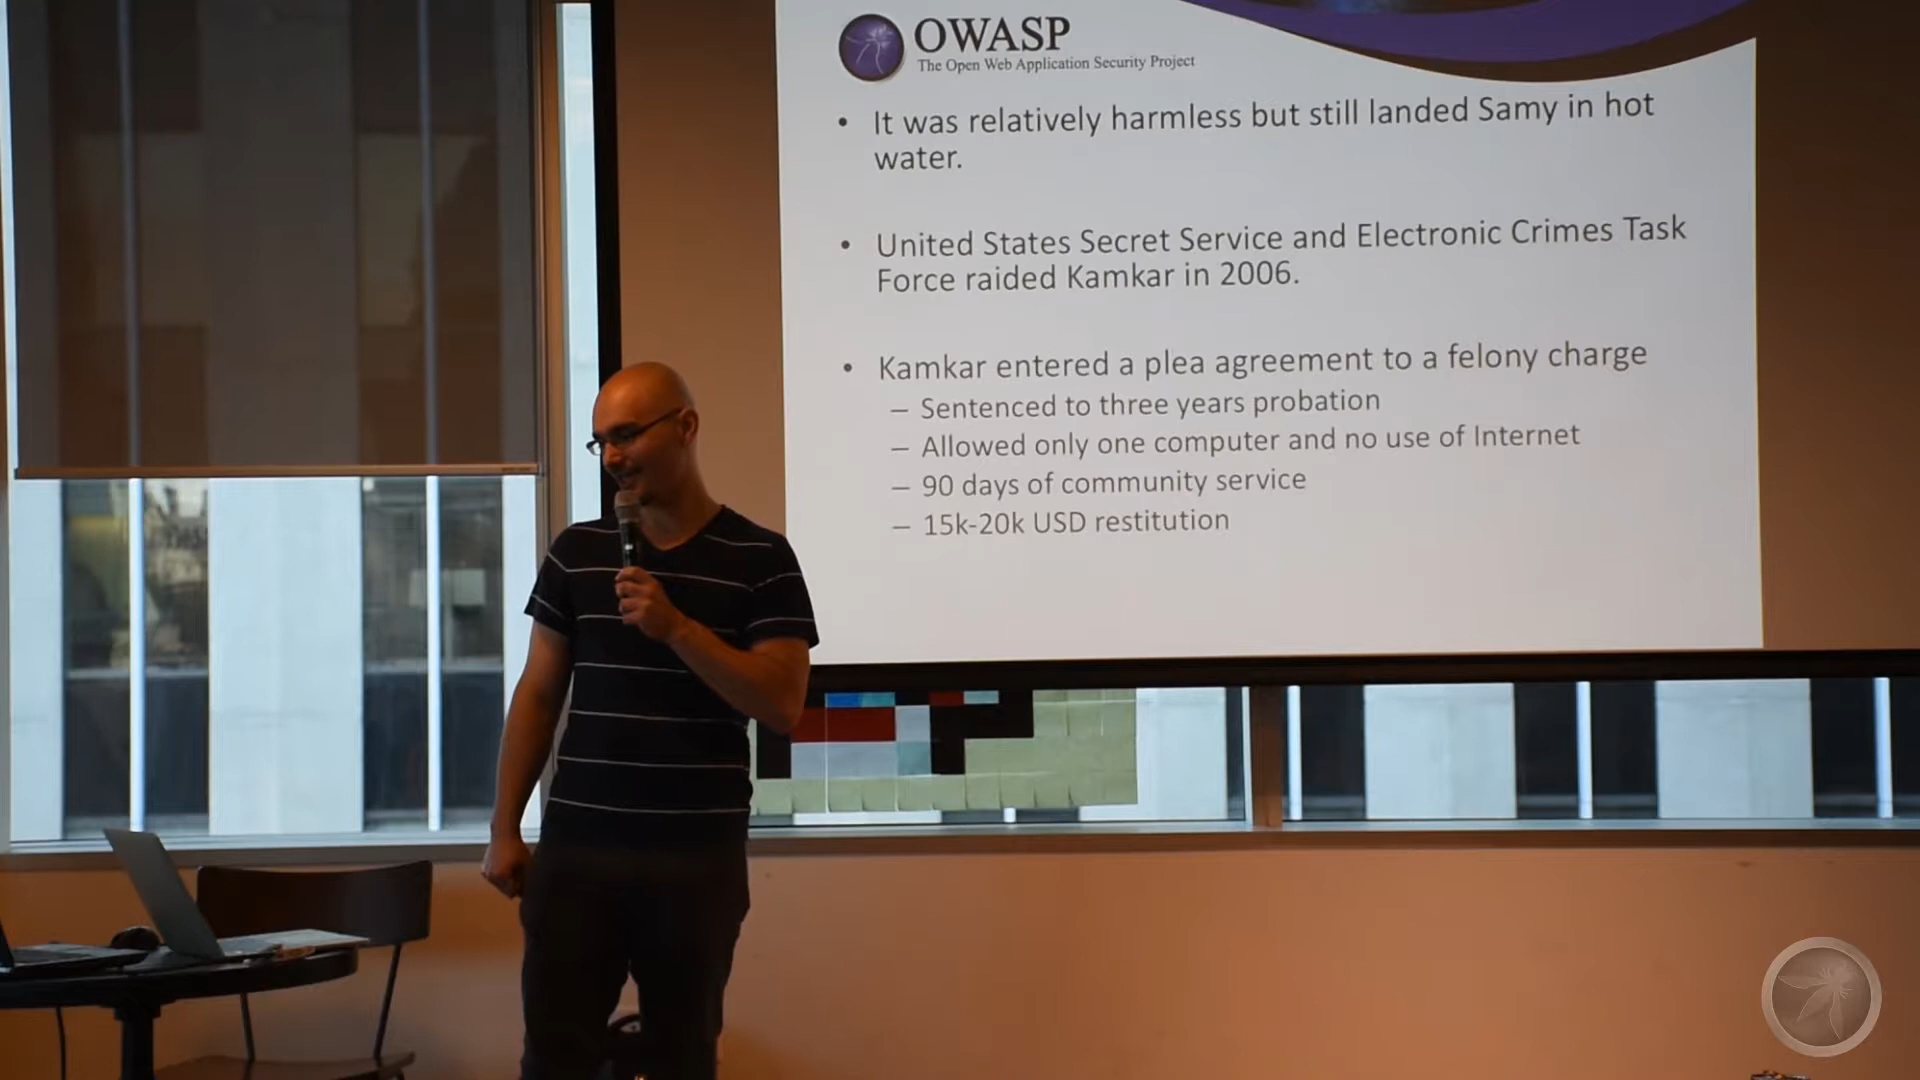 OWASP
The Open Web Application Security Project
• It was relatively harmless but still landed Samy in hot
water.
• United States Secret Service and Electronic Crimes Task
Force raided Kamkar in 2006.
• Kamkar entered a plea agreement to a felony charge
– Sentenced to three years probation
– Allowed only one computer and no use of Internet
– 90 days of community service
– 15k-20k USD restitution